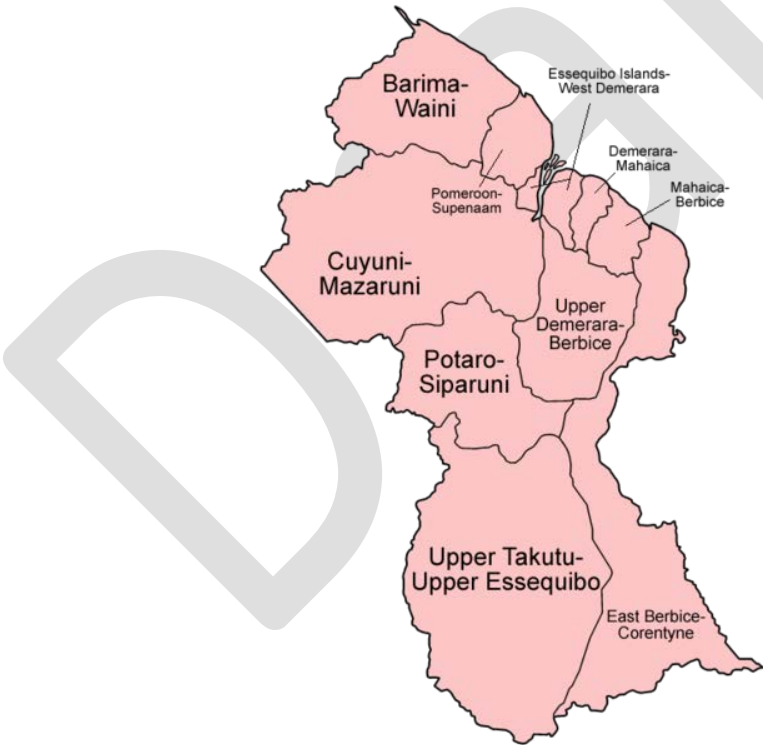 Barima-
Waini
Essequibo Islands-
West Demerara
Demerara-
Mahaica
Mahaica-
Berbice
Pomeroon-
Supenaam
Cuyuni-
Mazaruni
Upper
Demerara-
Berbice
Potaro-
Siparuni
Upper Takutu-
Upper Essequibo
East Berbice-
Corentyne